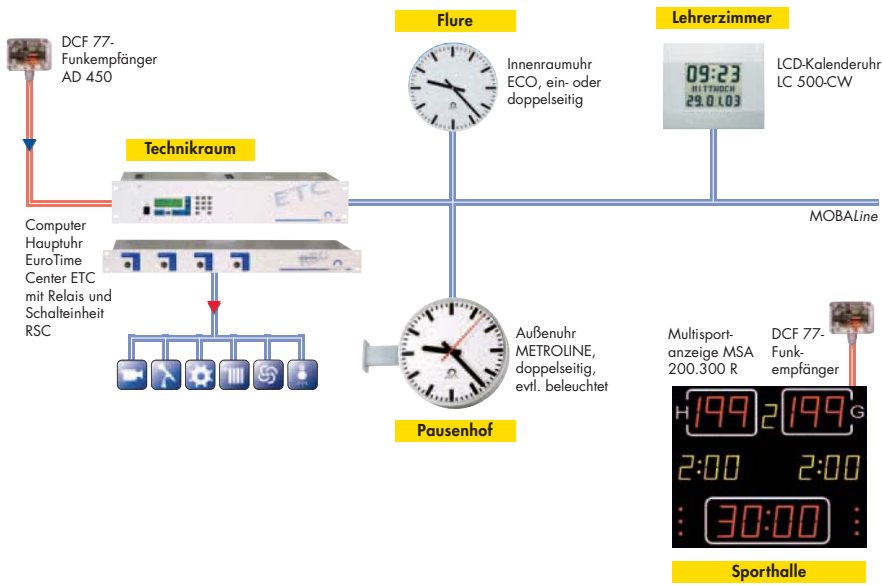 Flure
Lehrerzimmer
DCF 77-
Funkempfänger
AD 450
Innenraumuhr
ECO, ein- oder
doppelseitig
09:23
MITTWOCH
29.01.03
LCD-Kalenderuhr
LC 500-CW
Technikraum
ETC
MOBALine
Computer
Hauptuhr
EuroTime
Center ETC
mit Relais und
Schalteinheit
RSC
RSC
Außenuhr
METROLINE,
doppelseitig,
evtl. beleuchtet
Pausenhof
Multisport-
anzeige MSA
200.300 R
DCF 77-
Funk-
empfänger
H 199 2 199 G
2:00 2:00
30:00
Sporthalle